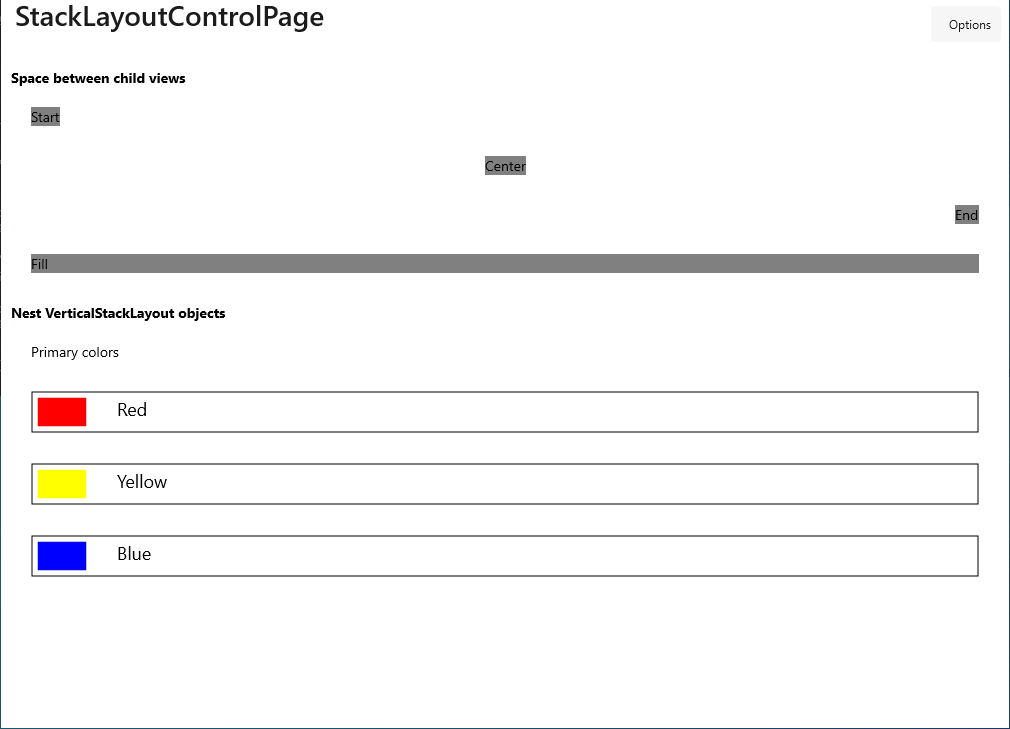 StackLayoutControlPage
Options
Space between child views
Start
Center
End
Fill
Nest VerticalStackLayout objects
Primary colors
Red
Yellow
Blue